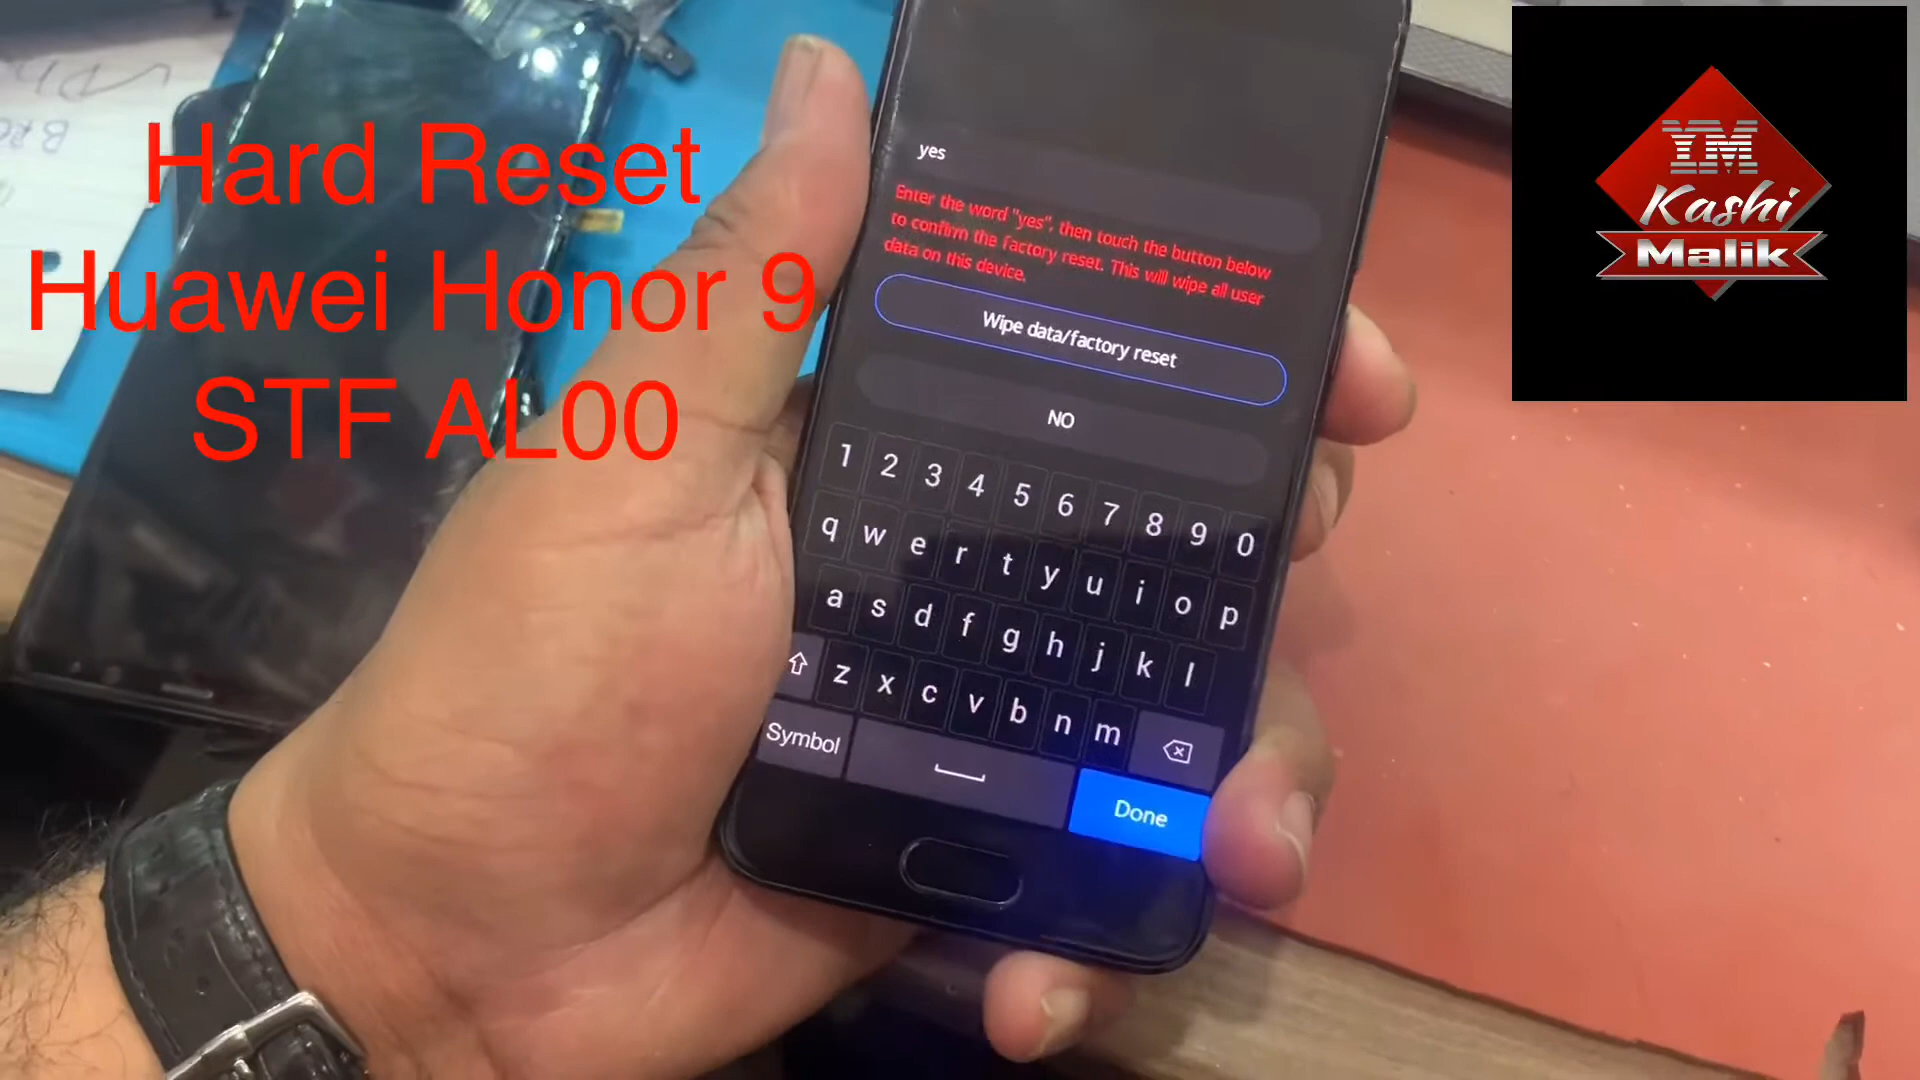 Hard Reset
Huawei Honor 9
STF AL00
YM
Kashi
Malik
yes
Enter the word "yes", then touch the button below
to confirm the factory reset. This will wipe all user
data on this device.
Wipe data/factory reset
NO
1 2 3 4 5 6 7 8 9 0
q w e r t y u i o p
a s d f g h j k l
z x c v b n m
Symbol
Done